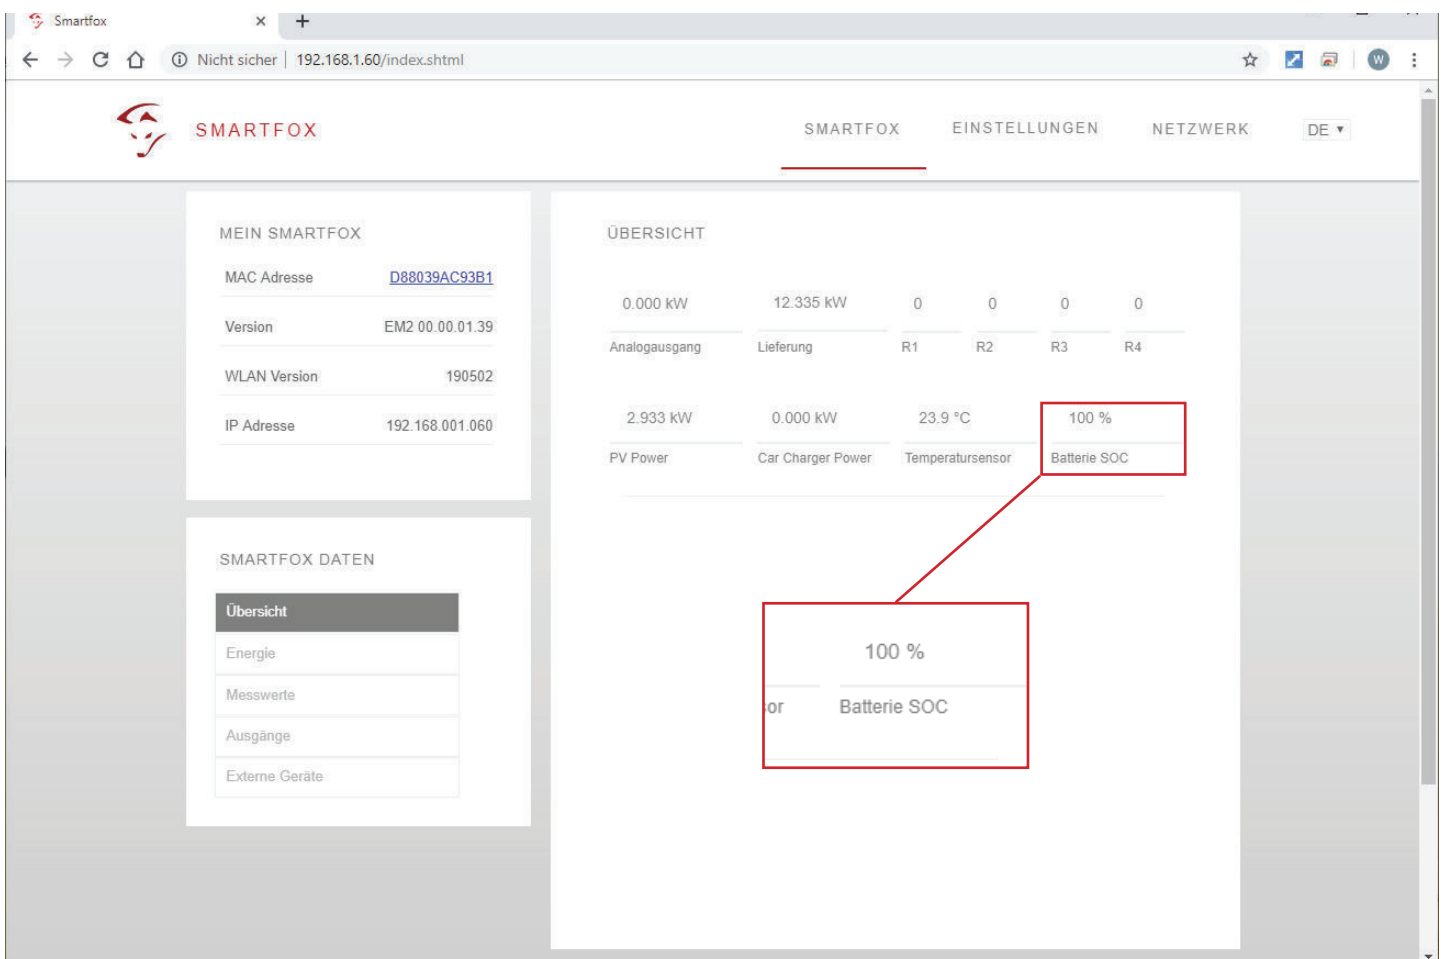 Smartfox
Nicht sicher | 192.168.1.60/index.shtml
W
SMARTFOX
SMARTFOX EINSTELLUNGEN NETZWERK DE
MEIN SMARTFOX
MAC Adresse D88039AC93B1
Version EM2 00.00.01.39
WLAN Version 190502
IP Adresse 192.168.001.060
SMARTFOX DATEN
Übersicht
Energie
Messwerte
Ausgänge
Externe Geräte
ÜBERSICHT
0.000 kW 12.335 kW 0 0 0 0
Analogausgang Lieferung R1 R2 R3 R4
2.933 kW 0.000 kW 23.9 °C 100 %
PV Power Car Charger Power Temperatursensor Batterie SOC
100 %
or Batterie SOC